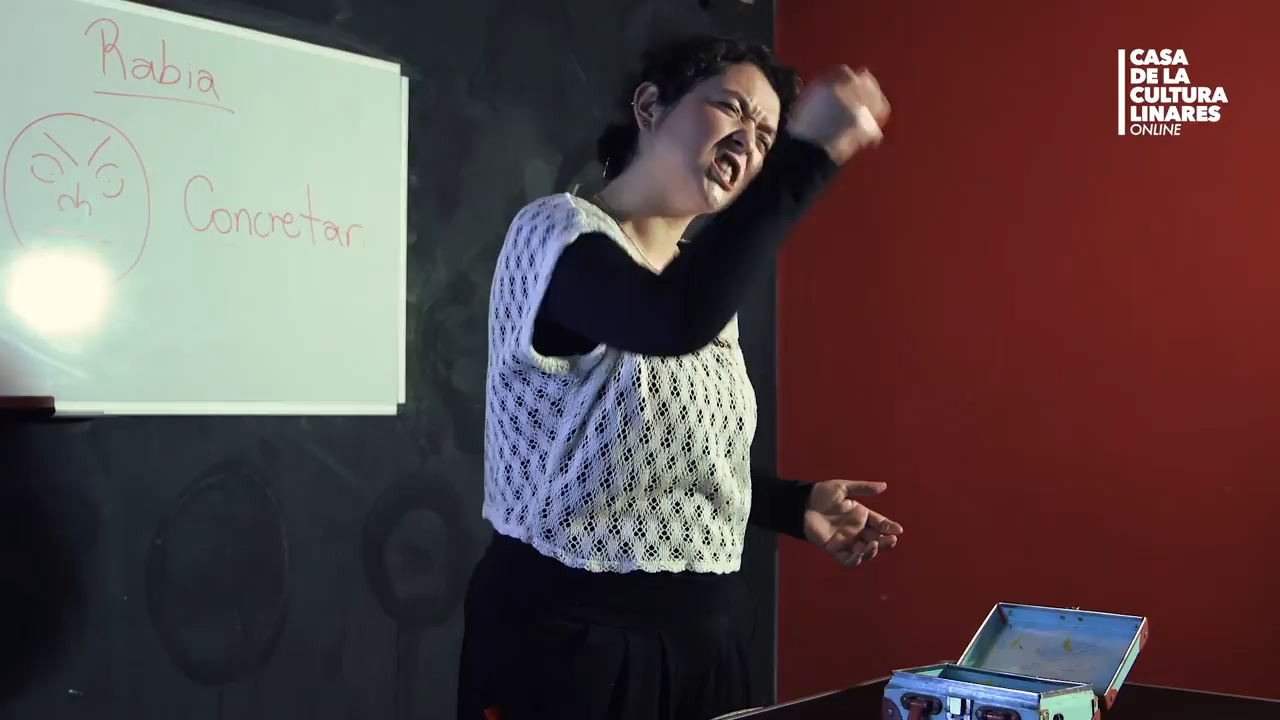 Rabia
Concretar.
CASA
DE LA
CULTURA
LINARES
ONLINE